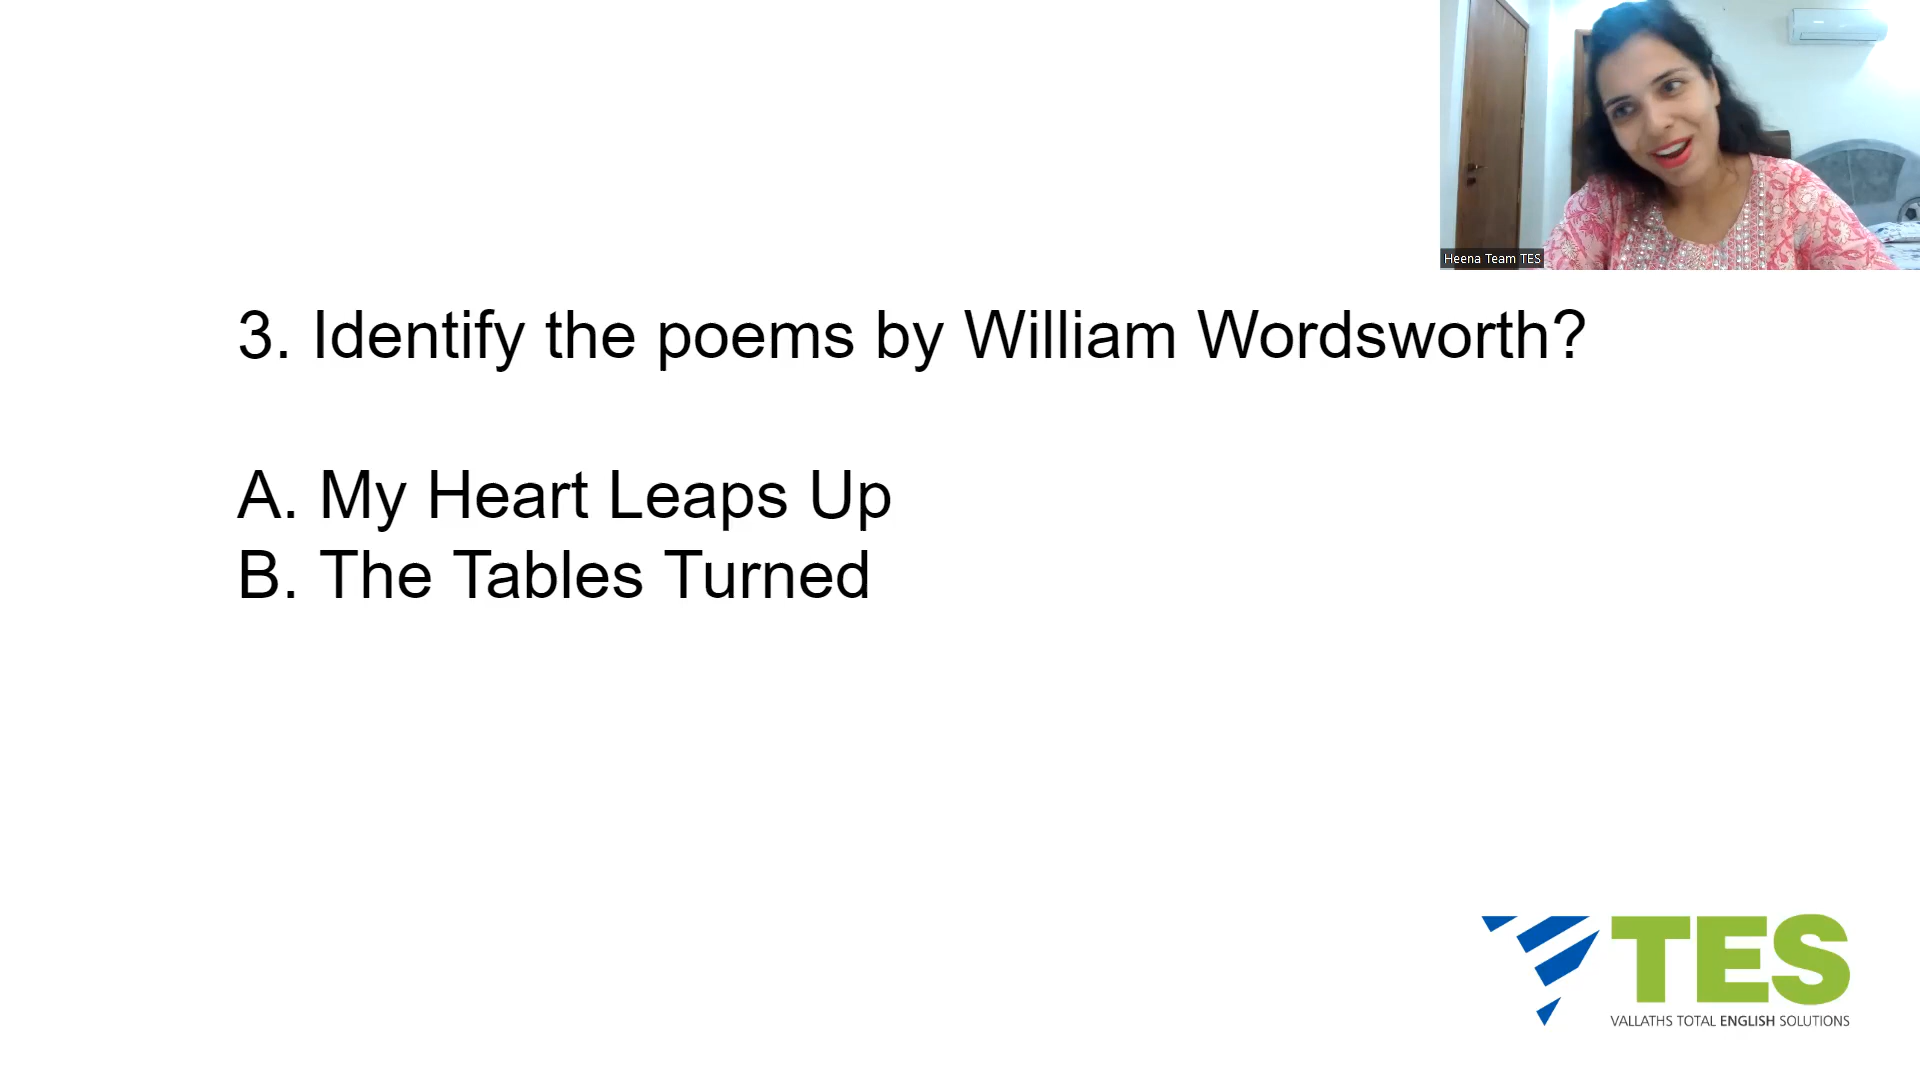 Heena Team TES
3. Identify the poems by William Wordsworth?
A. My Heart Leaps Up
B. The Tables Turned
TES
VALLATHS TOTAL ENGLISH SOLUTIONS